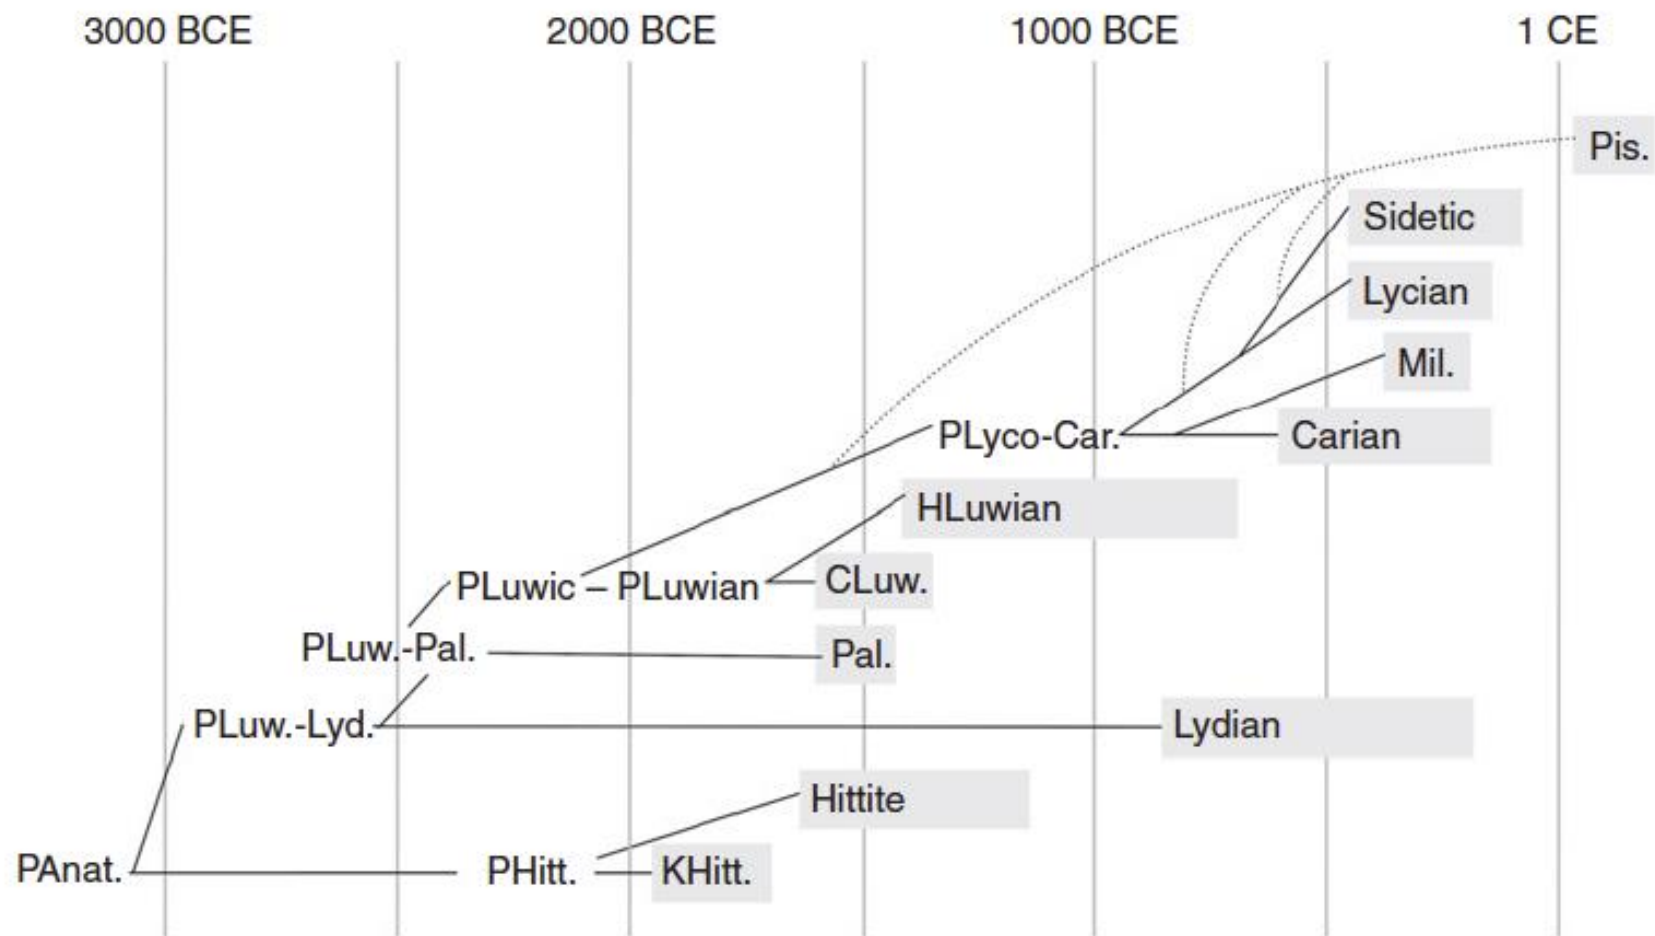 3000 BCE 2000 BCE 1000 BCE 1 CE
Pis.
Sidetic
Lycian
Mil.
PLyco-Car. Carian
HLuwian
PLuwic – PLuwian CLuw.
PLuw.-Pal. Pal.
PLuw.-Lyd. Lydian
Hittite
PAnat. PHitt. KHitt.